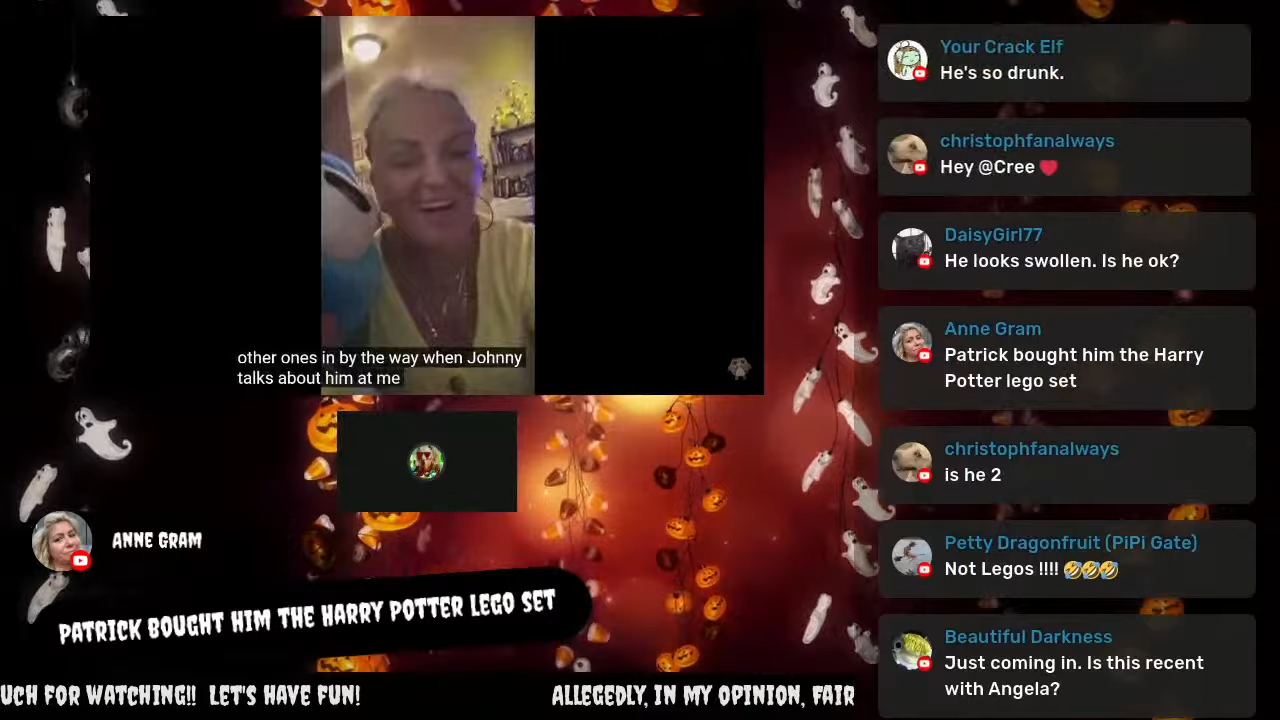 other ones in by the way when Johnny
talks about him at me
ANNE GRAM
PATRICK BOUGHT HIM THE HARRY POTTER LEGO SET
UCH FOR WATCHING!! LET'S HAVE FUN!
ALLEGEDLY, IN MY OPINION, FAIR
Your Crack Elf
He's so drunk.
christophfanalways
Hey @Cree ❤️
DaisyGirl77
He looks swollen. Is he ok?
Anne Gram
Patrick bought him the Harry
Potter lego set
christophfanalways
is he 2
Petty Dragonfruit (PiPi Gate)
Not Legos !!!! 🤣🤣🤣
Beautiful Darkness
Just coming in. Is this recent
with Angela?